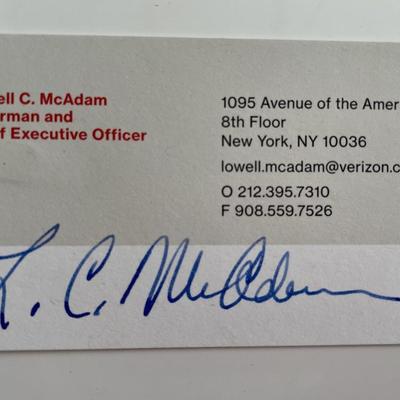 ell C. McAdam
rman and
f Executive Officer
1095 Avenue of the Amer
8th Floor
New York, NY 10036
lowell.mcadam@verizon.c
O 212.395.7310
F 908.559.7526
L. C. McAdam